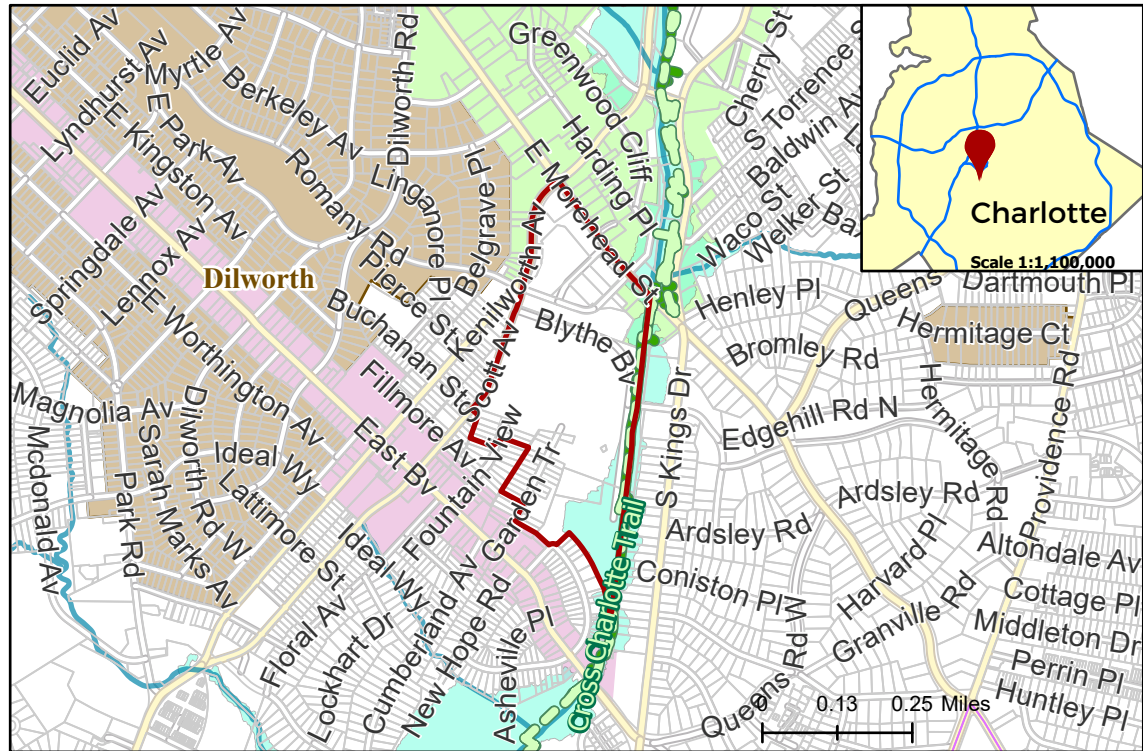 Euclid Av
Lyndhurst Av
Myrtle Av
E Park Av
E Kingston Av
Berkeley Av
Dilworth Rd
Romany Rd
Linganore Pl
Belgrave Pl
Greenwood Cliff
Harding Pl
E Morehead St
Cherry St
S Torrence S
Baldwin Av
Waco St
Welker St
Bax
Charlotte
Scale 1:1,100,000
Springdale Av
Lennox Av
E Worthington Av
Dilworth
Pierce St
Buchanan St
Kenilworth Av
Scott Av
Blythe Bv
Henley Pl
Queens
Dartmouth Pl
Hermitage Ct
Bromley Rd
Hermitage Rd
Providence Rd
Edgehill Rd N
S Kings Dr
Fillmore Av
East Bv
Fountain View
Garden Tr
Magnolia Av
Mcdonald Av
Sarah Marks Av
Dilworth Rd W
Ideal Wy
Lattimore St
Park Rd
Ideal Wy
Floral Av
Lockhart Dr
Cumberland Av
New Hope Rd
Asheville Pl
Cross Charlotte Trail
Ardsley Rd
Ardsley Rd
Coniston Pl
Harvard Pl
Granville Rd
Queens Rd W
Altondale Av
Cottage Pl
Middleton Dr
Perrin Pl
Huntley Pl
0 0.13 0.25 Miles